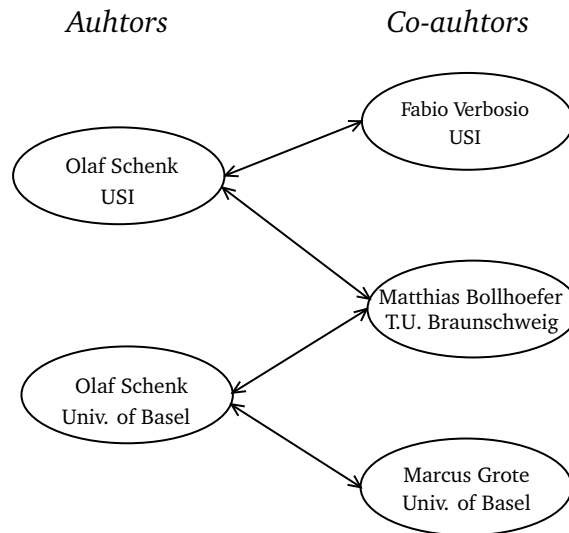 Auhtors
Co-auhtors
Fabio Verbosio
USI
Olaf Schenk
USI
Matthias Bollhoefer
T.U. Braunschweig
Olaf Schenk
Univ. of Basel
Marcus Grote
Univ. of Basel